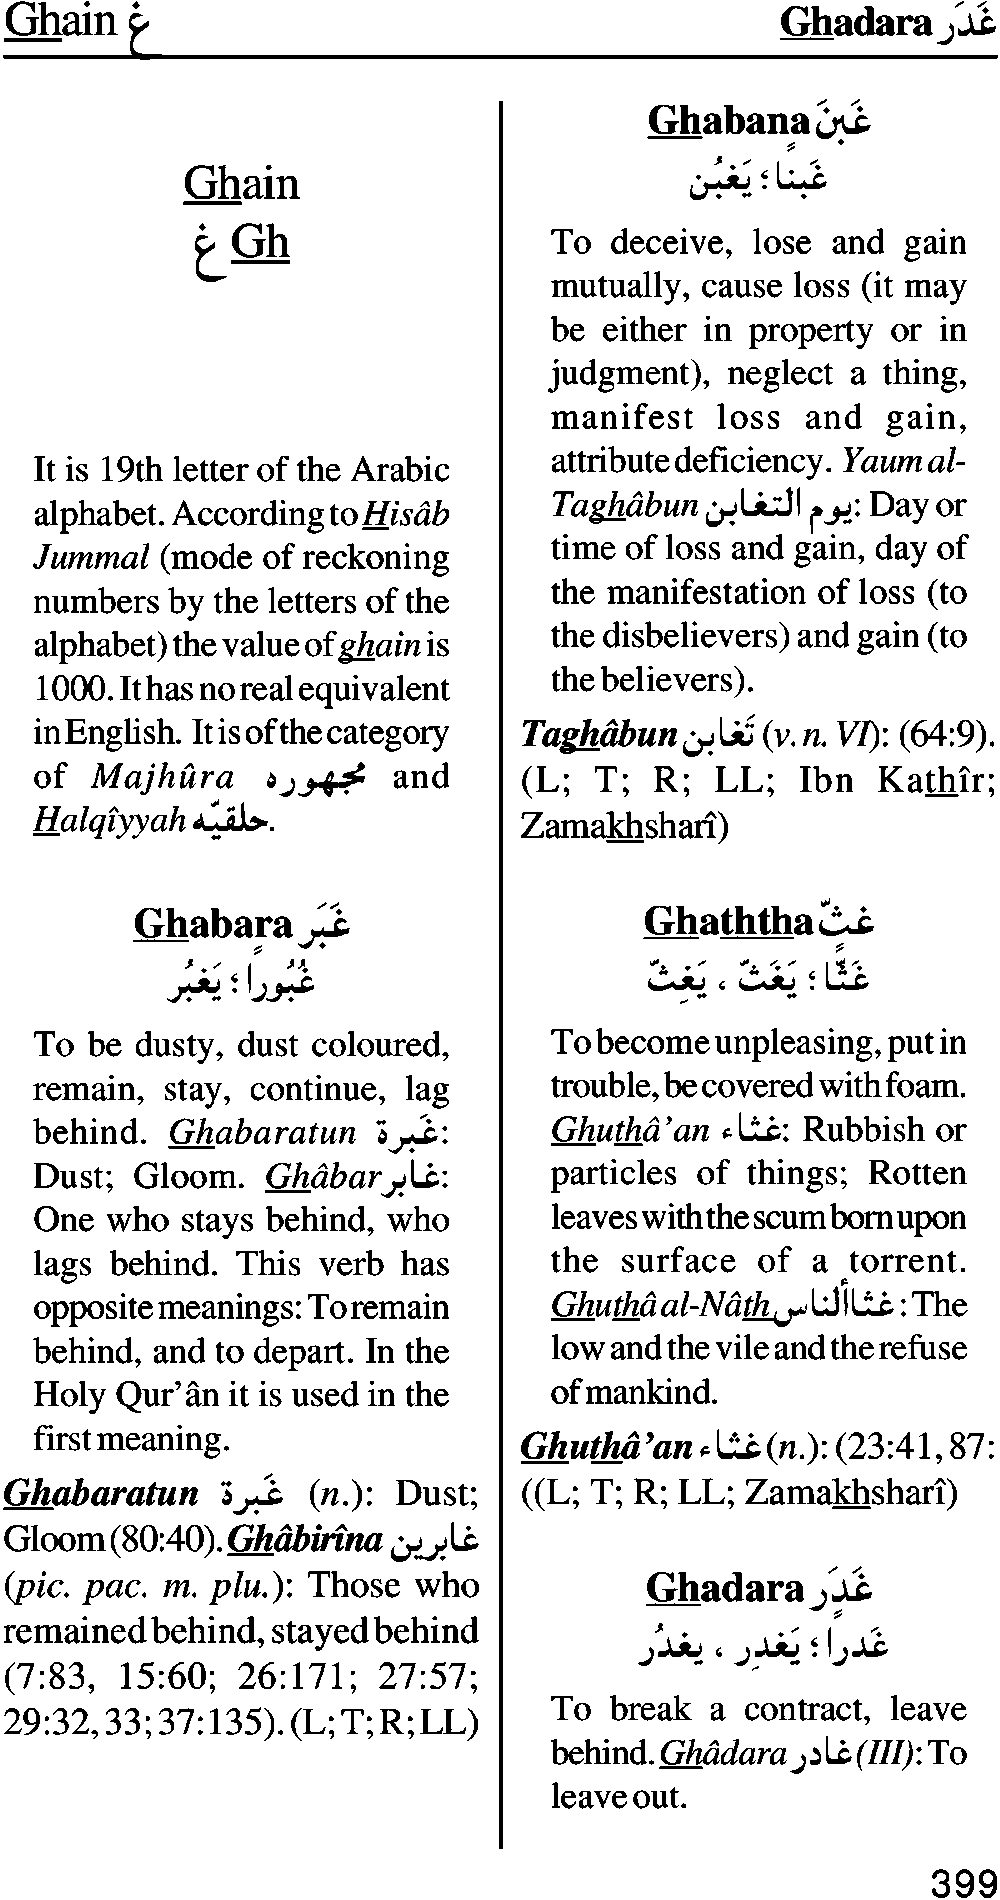 Ghain غ
Ghadara غَدَر
Ghain
غ Gh
It is 19th letter of the Arabic
alphabet. According to Hisâb
Jummal (mode of reckoning
numbers by the letters of the
alphabet) the value of ghain is
1000. It has no real equivalent
in English. It is of the category
of Majhûra مجهوره and
Halqîyyah حلقيّه.
Ghabara غَبَر
غُبُورًا ؛ يَغبُر
To be dusty, dust coloured,
remain, stay, continue, lag
behind. Ghabaratun غَبرة:
Dust; Gloom. Ghâbar غابر:
One who stays behind, who
lags behind. This verb has
opposite meanings: To remain
behind, and to depart. In the
Holy Qur’ân it is used in the
first meaning.
Ghabaratun غَبرة (n.): Dust;
Gloom (80:40). Ghâbirîna غابرين
(pic. pac. m. plu.): Those who
remained behind, stayed behind
(7:83, 15:60; 26:171; 27:57;
29:32, 33; 37:135). (L; T; R; LL)
Ghabana غَبنَ
غَبنًا ؛ يَغبُن
To deceive, lose and gain
mutually, cause loss (it may
be either in property or in
judgment), neglect a thing,
manifest loss and gain,
attribute deficiency. Yaum al-
Taghâbun يوم التغابن: Day or
time of loss and gain, day of
the manifestation of loss (to
the disbelievers) and gain (to
the believers).
Taghâbun تَغابن (v. n. VI): (64:9).
(L; T; R; LL; Ibn Kathîr;
Zamakhsharî)
Ghaththa غثّ
غَثًّا ؛ يَغَثّ ، يَغِثّ
To become unpleasing, put in
trouble, be covered with foam.
Ghuthâ’an غثاء: Rubbish or
particles of things; Rotten
leaves with the scum born upon
the surface of a torrent.
Ghuthâ al-Nâth غثاألناس: The
low and the vile and the refuse
of mankind.
Ghuthâ’an غثاء (n.): (23:41, 87:
((L; T; R; LL; Zamakhsharî)
Ghadara غَدَر
غَدرًا ؛ يَغدِر ، يغدُر
To break a contract, leave
behind. Ghâdara غادر (III): To
leave out.
399